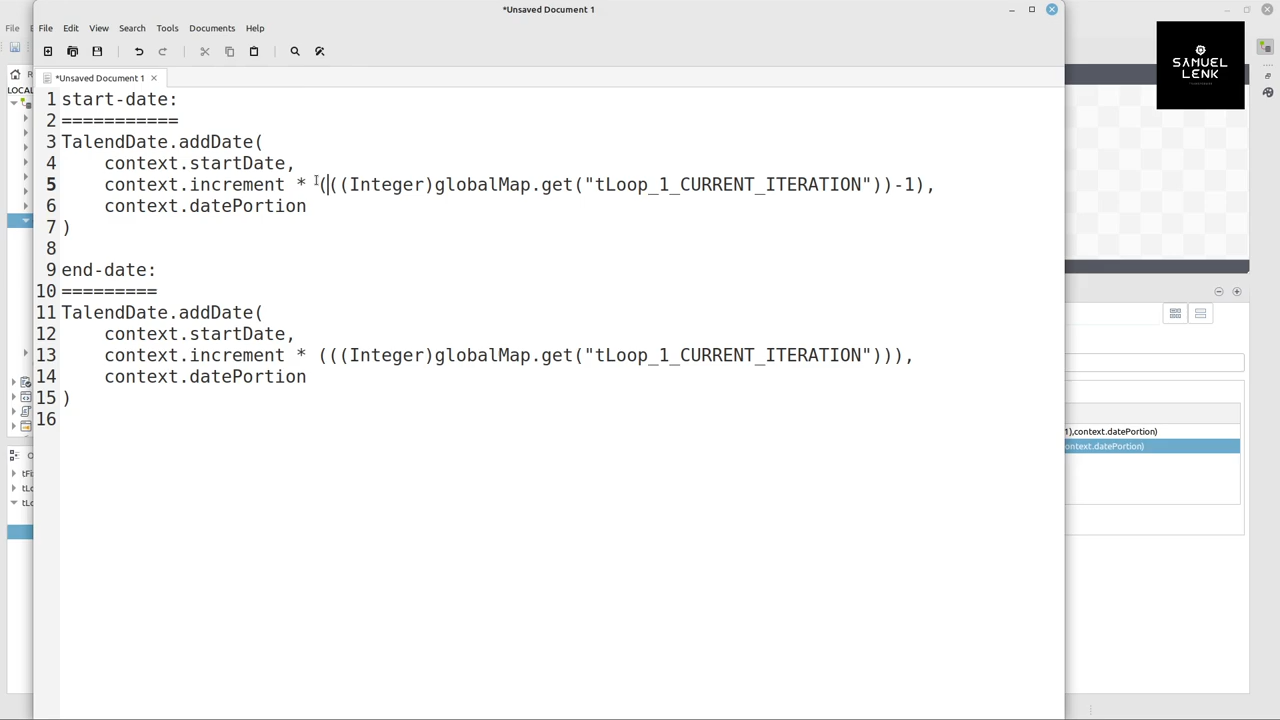 *Unsaved Document 1
File Edit View Search Tools Documents Help
*Unsaved Document 1
1 start-date:
2 ===========
3 TalendDate.addDate(
4 context.startDate,
5 context.increment * (((Integer)globalMap.get("tLoop_1_CURRENT_ITERATION"))-1),
6 context.datePortion
7 )
8
9 end-date:
10 =========
11 TalendDate.addDate(
12 context.startDate,
13 context.increment * (((Integer)globalMap.get("tLoop_1_CURRENT_ITERATION"))),
14 context.datePortion
15 )
16
SAMUEL
LENK
File
LOCAL
1),context.datePortion)
context.datePortion)